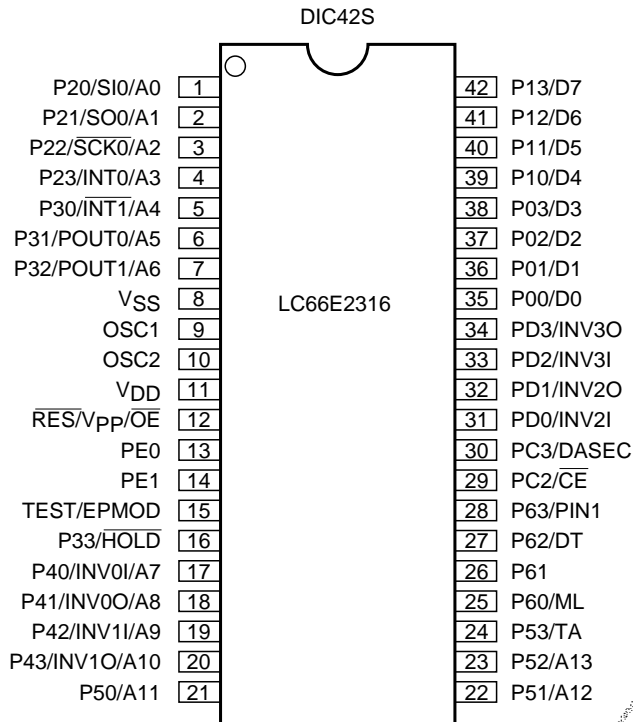 DIC42S
P20/SI0/A0 1 42 P13/D7
P21/SO0/A1 2 41 P12/D6
P22/S̅C̅K̅0̅/A2 3 40 P11/D5
P23/INT0/A3 4 39 P10/D4
P30/I̅N̅T̅1̅/A4 5 38 P03/D3
P31/POUT0/A5 6 37 P02/D2
P32/POUT1/A6 7 36 P01/D1
VSS 8 LC66E2316 35 P00/D0
OSC1 9 34 PD3/INV3O
OSC2 10 33 PD2/INV3I
VDD 11 32 PD1/INV2O
R̅E̅S̅/VPP/O̅E̅ 12 31 PD0/INV2I
PE0 13 30 PC3/DASEC
PE1 14 29 PC2/C̅E̅
TEST/EPMOD 15 28 P63/PIN1
P33/H̅O̅L̅D̅ 16 27 P62/DT
P40/INV0I/A7 17 26 P61
P41/INV0O/A8 18 25 P60/ML
P42/INV1I/A9 19 24 P53/TA
P43/INV1O/A10 20 23 P52/A13
P50/A11 21 22 P51/A12